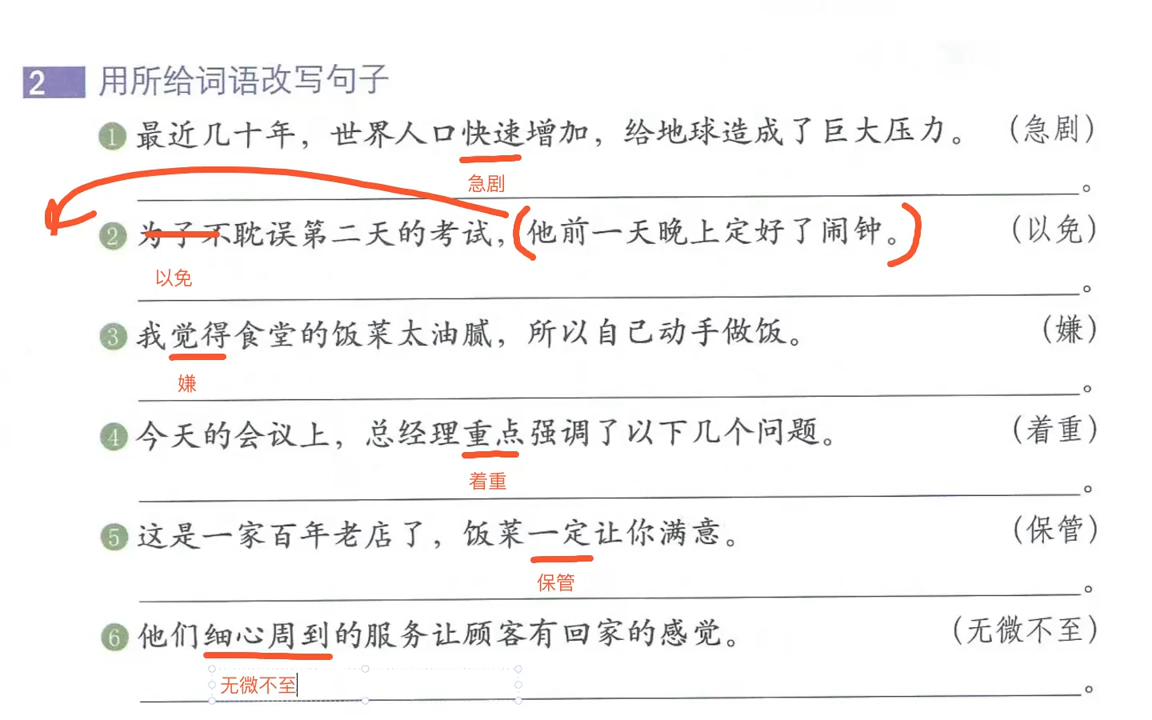 2 用所给词语改写句子
1 最近几十年，世界人口快速增加，给地球造成了巨大压力。（急剧）
急剧
。
2 为了不耽误第二天的考试，(他前一天晚上定好了闹钟。)（以免）
以免
。
3 我觉得食堂的饭菜太油腻，所以自己动手做饭。（嫌）
嫌
。
4 今天的会议上，总经理重点强调了以下几个问题。（着重）
着重
。
5 这是一家百年老店了，饭菜一定让你满意。（保管）
保管
。
6 他们细心周到的服务让顾客有回家的感觉。（无微不至）
无微不至
。